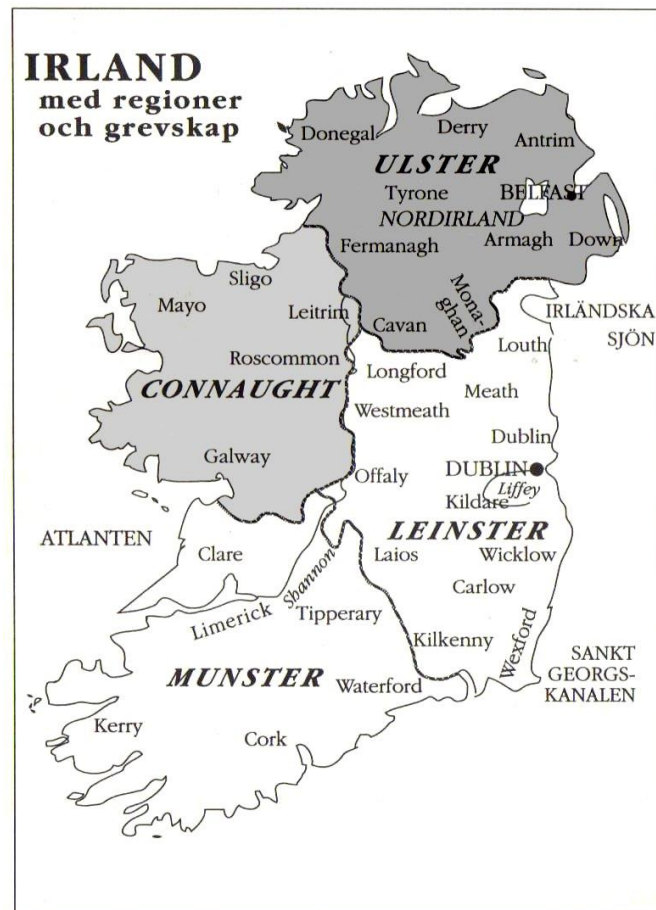 IRLAND
med regioner
och grevskap
Donegal
Derry
Antrim
ULSTER
Tyrone
BELFAST
NORDIRLAND
Fermanagh
Armagh
Down
Sligo
Mona-
ghan
Mayo
Leitrim
IRLÄNDSKA
SJÖN
Cavan
Louth
Roscommon
Longford
CONNAUGHT
Meath
Westmeath
Dublin
Galway
Offaly
DUBLIN
Liffey
Kildare
ATLANTEN
LEINSTER
Clare
Laios
Wicklow
Shannon
Carlow
Limerick
Tipperary
Kilkenny
Wexford
SANKT
GEORGS-
KANALEN
MUNSTER
Waterford
Kerry
Cork